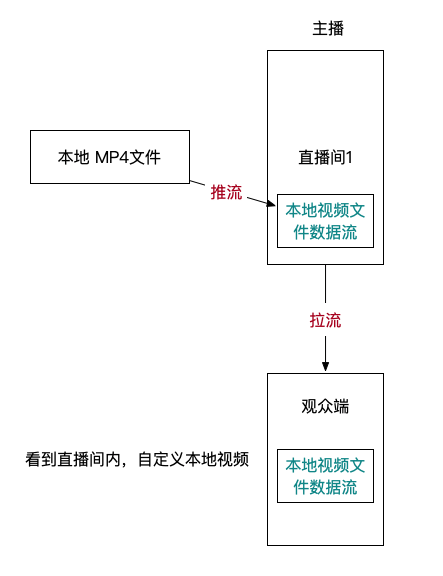 主播
本地 MP4文件
直播间1
推流
本地视频文
件数据流
拉流
观众端
看到直播间内，自定义本地视频
本地视频文
件数据流